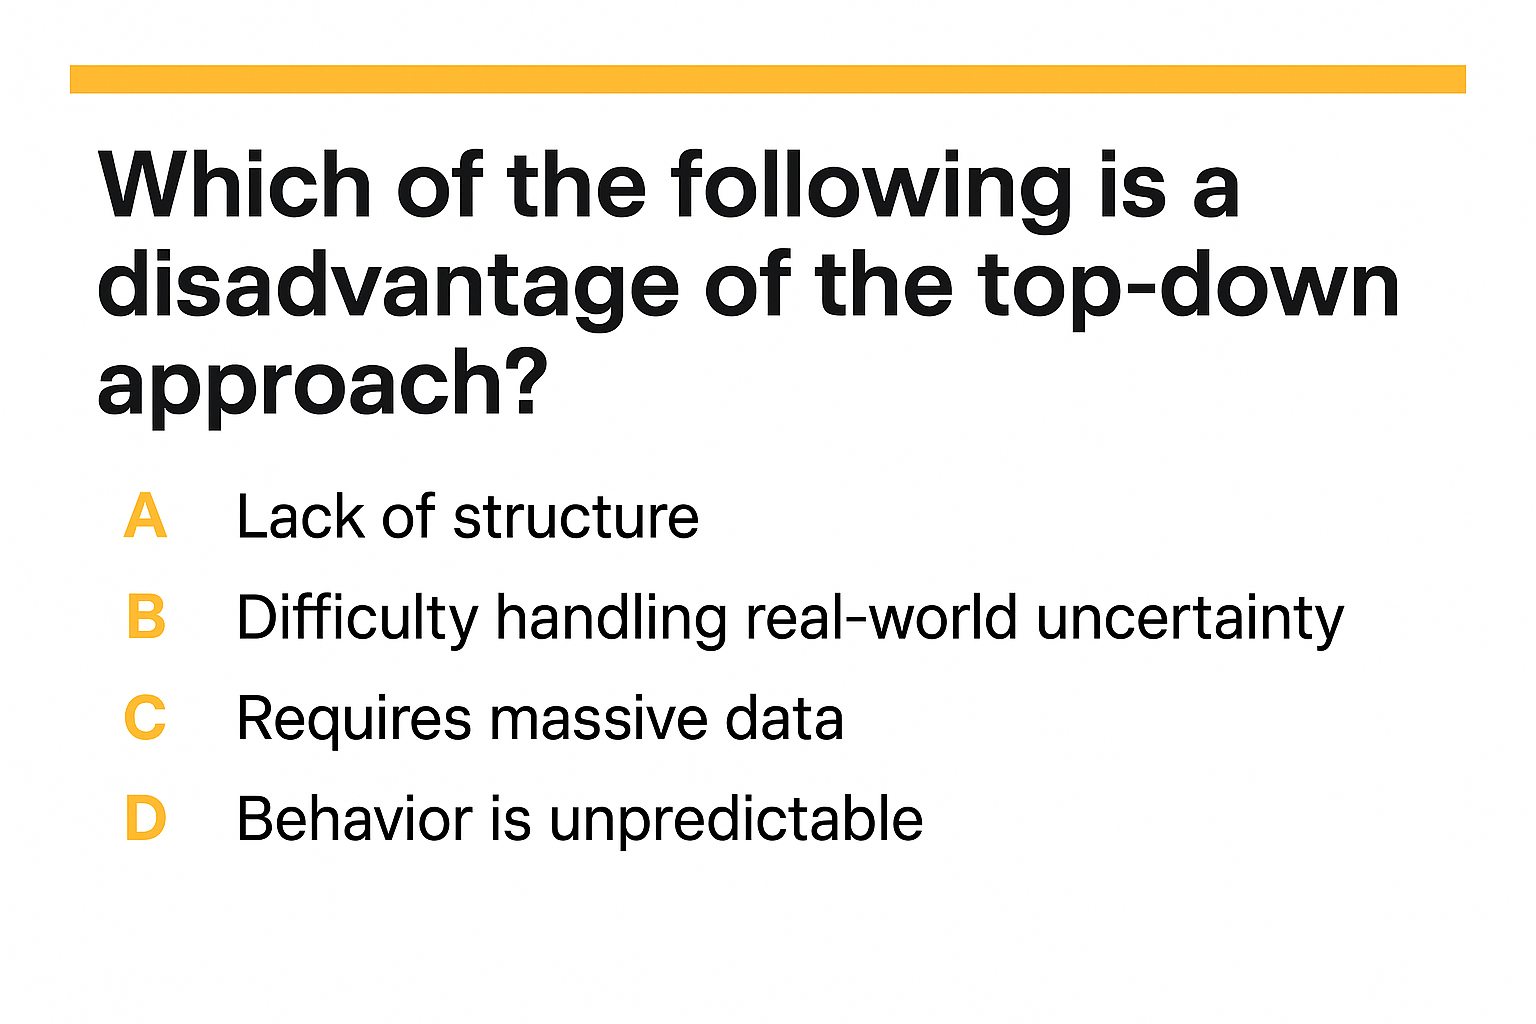 Which of the following is a
disadvantage of the top-down
approach?
A Lack of structure
B Difficulty handling real-world uncertainty
C Requires massive data
D Behavior is unpredictable